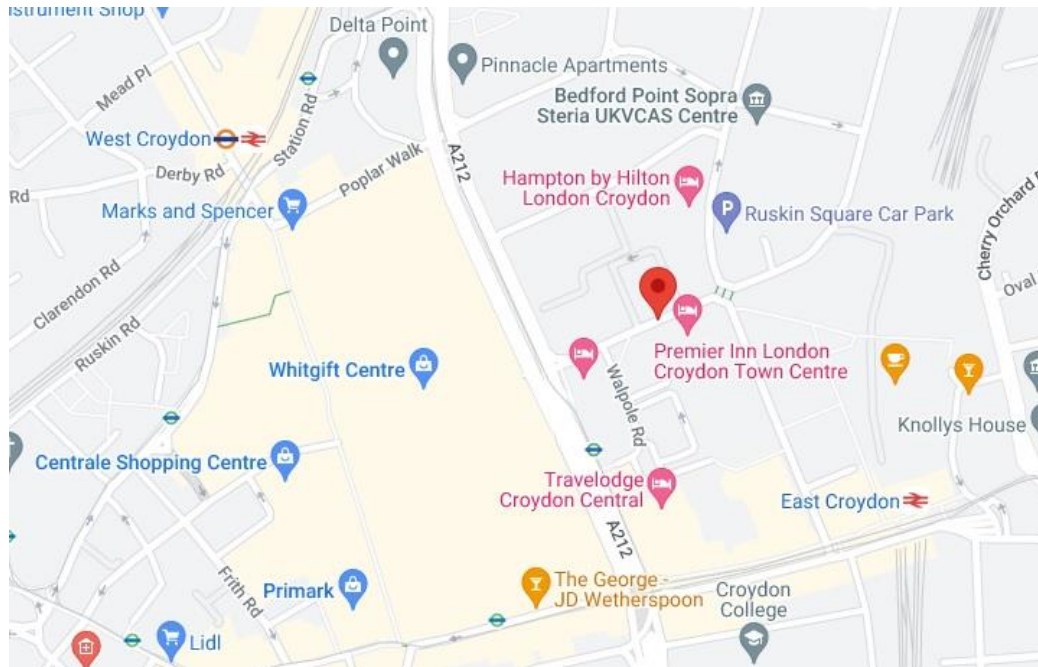 Instrument Shop
Delta Point
Pinnacle Apartments
Mead Pl
Bedford Point Sopra
Steria UKVCAS Centre
Station Rd
West Croydon
A212
Derby Rd
Poplar Walk
Rd
Hampton by Hilton
London Croydon
Marks and Spencer
P
Ruskin Square Car Park
Cherry Orchard
Clarendon Rd
Oval
Ruskin Rd
Premier Inn London
Croydon Town Centre
Whitgift Centre
Walpole Rd
Knollys House
Centrale Shopping Centre
Travelodge
Croydon Central
East Croydon
A212
Frith Rd
Primark
The George -
JD Wetherspoon
Croydon
College
Lidl